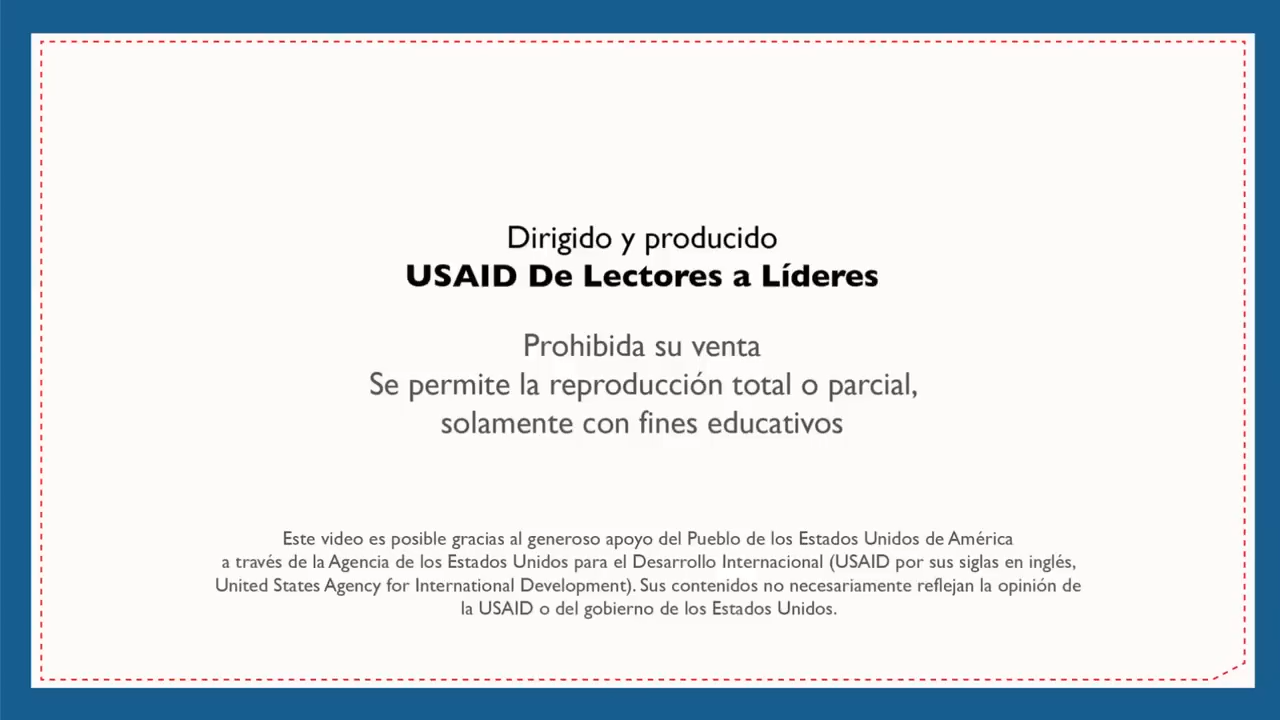 Dirigido y producido
USAID De Lectores a Líderes
Prohibida su venta
Se permite la reproducción total o parcial,
solamente con fines educativos
Este video es posible gracias al generoso apoyo del Pueblo de los Estados Unidos de América
a través de la Agencia de los Estados Unidos para el Desarrollo Internacional (USAID por sus siglas en inglés,
United States Agency for International Development). Sus contenidos no necesariamente reflejan la opinión de
la USAID o del gobierno de los Estados Unidos.